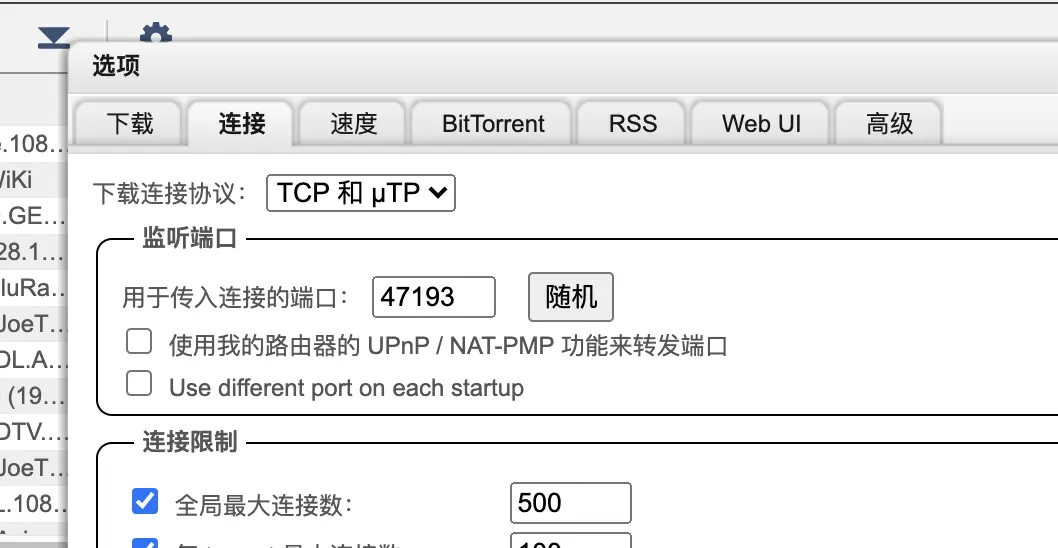 选项
下载 连接 速度 BitTorrent RSS Web UI 高级
下载连接协议： TCP 和 μTP
监听端口
用于传入连接的端口： 47193 随机
使用我的路由器的 UPnP / NAT-PMP 功能来转发端口
Use different port on each startup
连接限制
全局最大连接数： 500
.108…
.GE…
28.1…
luRa…
JoeT…
DL.A…
(19…
DTV.…
JoeT…
L.108…